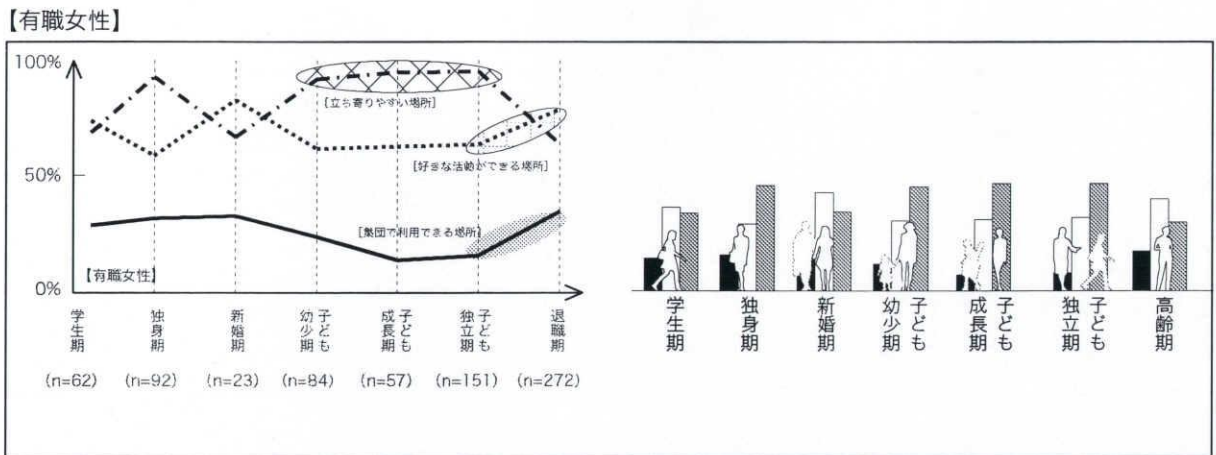 【有職女性】
100%
50%
0%
[立ち寄りやすい場所]
[好きな活動ができる場所]
[集団で利用できる場所]
【有職女性】
学生期
独身期
新婚期
子ども
幼少期
子ども
成長期
子ども
独立期
退職期
(n=62) (n=92) (n=23) (n=84) (n=57) (n=151) (n=272)
学生期
独身期
新婚期
子ども
幼少期
子ども
成長期
子ども
独立期
高齢期